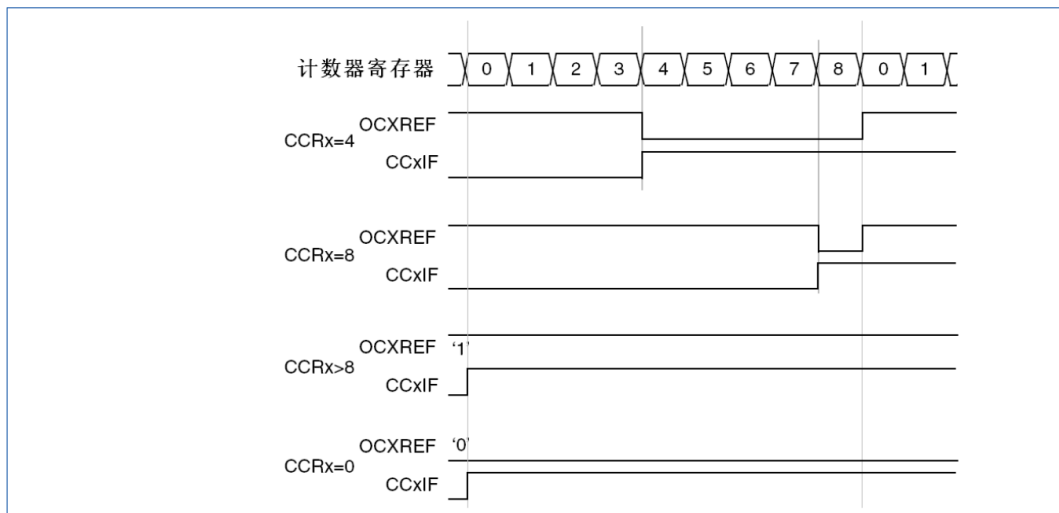 计数器寄存器 0 1 2 3 4 5 6 7 8 0 1
OCXREF
CCRx=4
CCxIF
OCXREF
CCRx=8
CCxIF
OCXREF ‘1’
CCRx>8
CCxIF
OCXREF ‘0’
CCRx=0
CCxIF